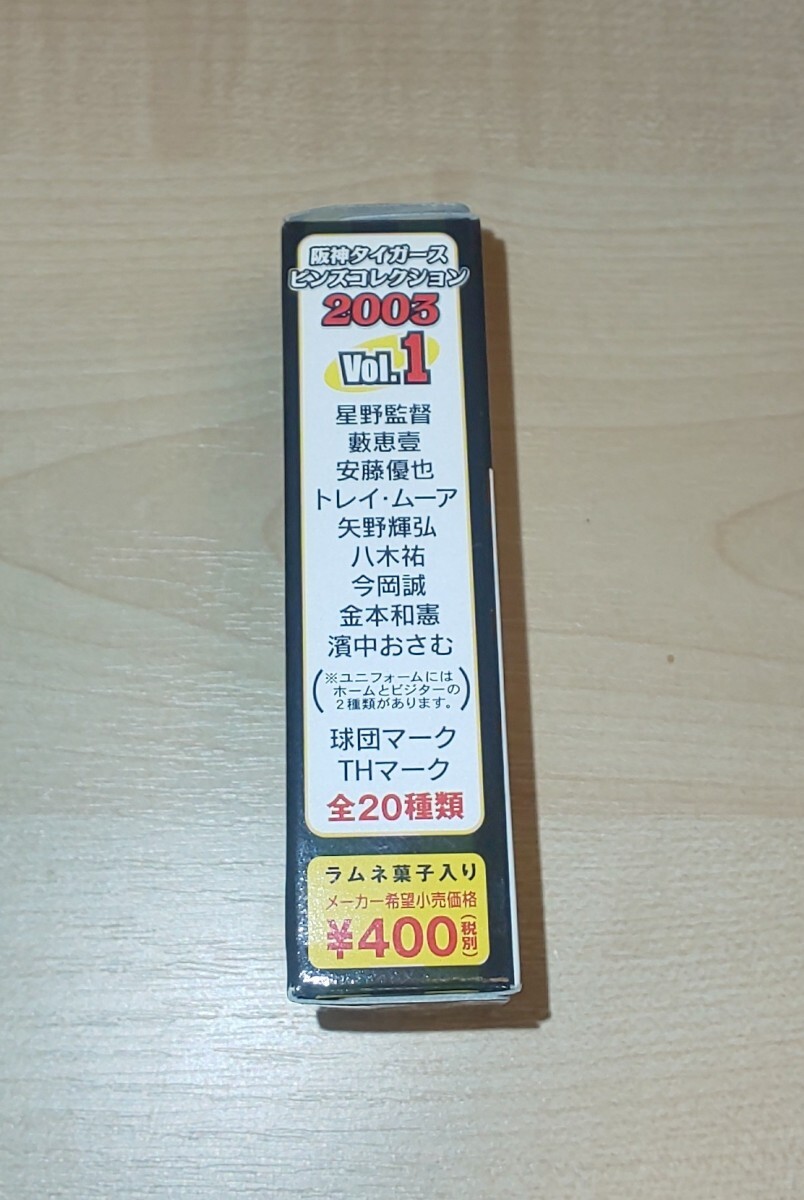 阪神タイガース
ピンズコレクション
2003
Vol.1
星野監督
藪恵壹
安藤優也
トレイ・ムーア
矢野輝弘
八木裕
今岡誠
金本和憲
濱中おさむ
(※ユニフォームには
ホームとビジターの
2種類があります。)
球団マーク
THマーク
全20種類
ラムネ菓子入り
メーカー希望小売価格
¥400(税別)